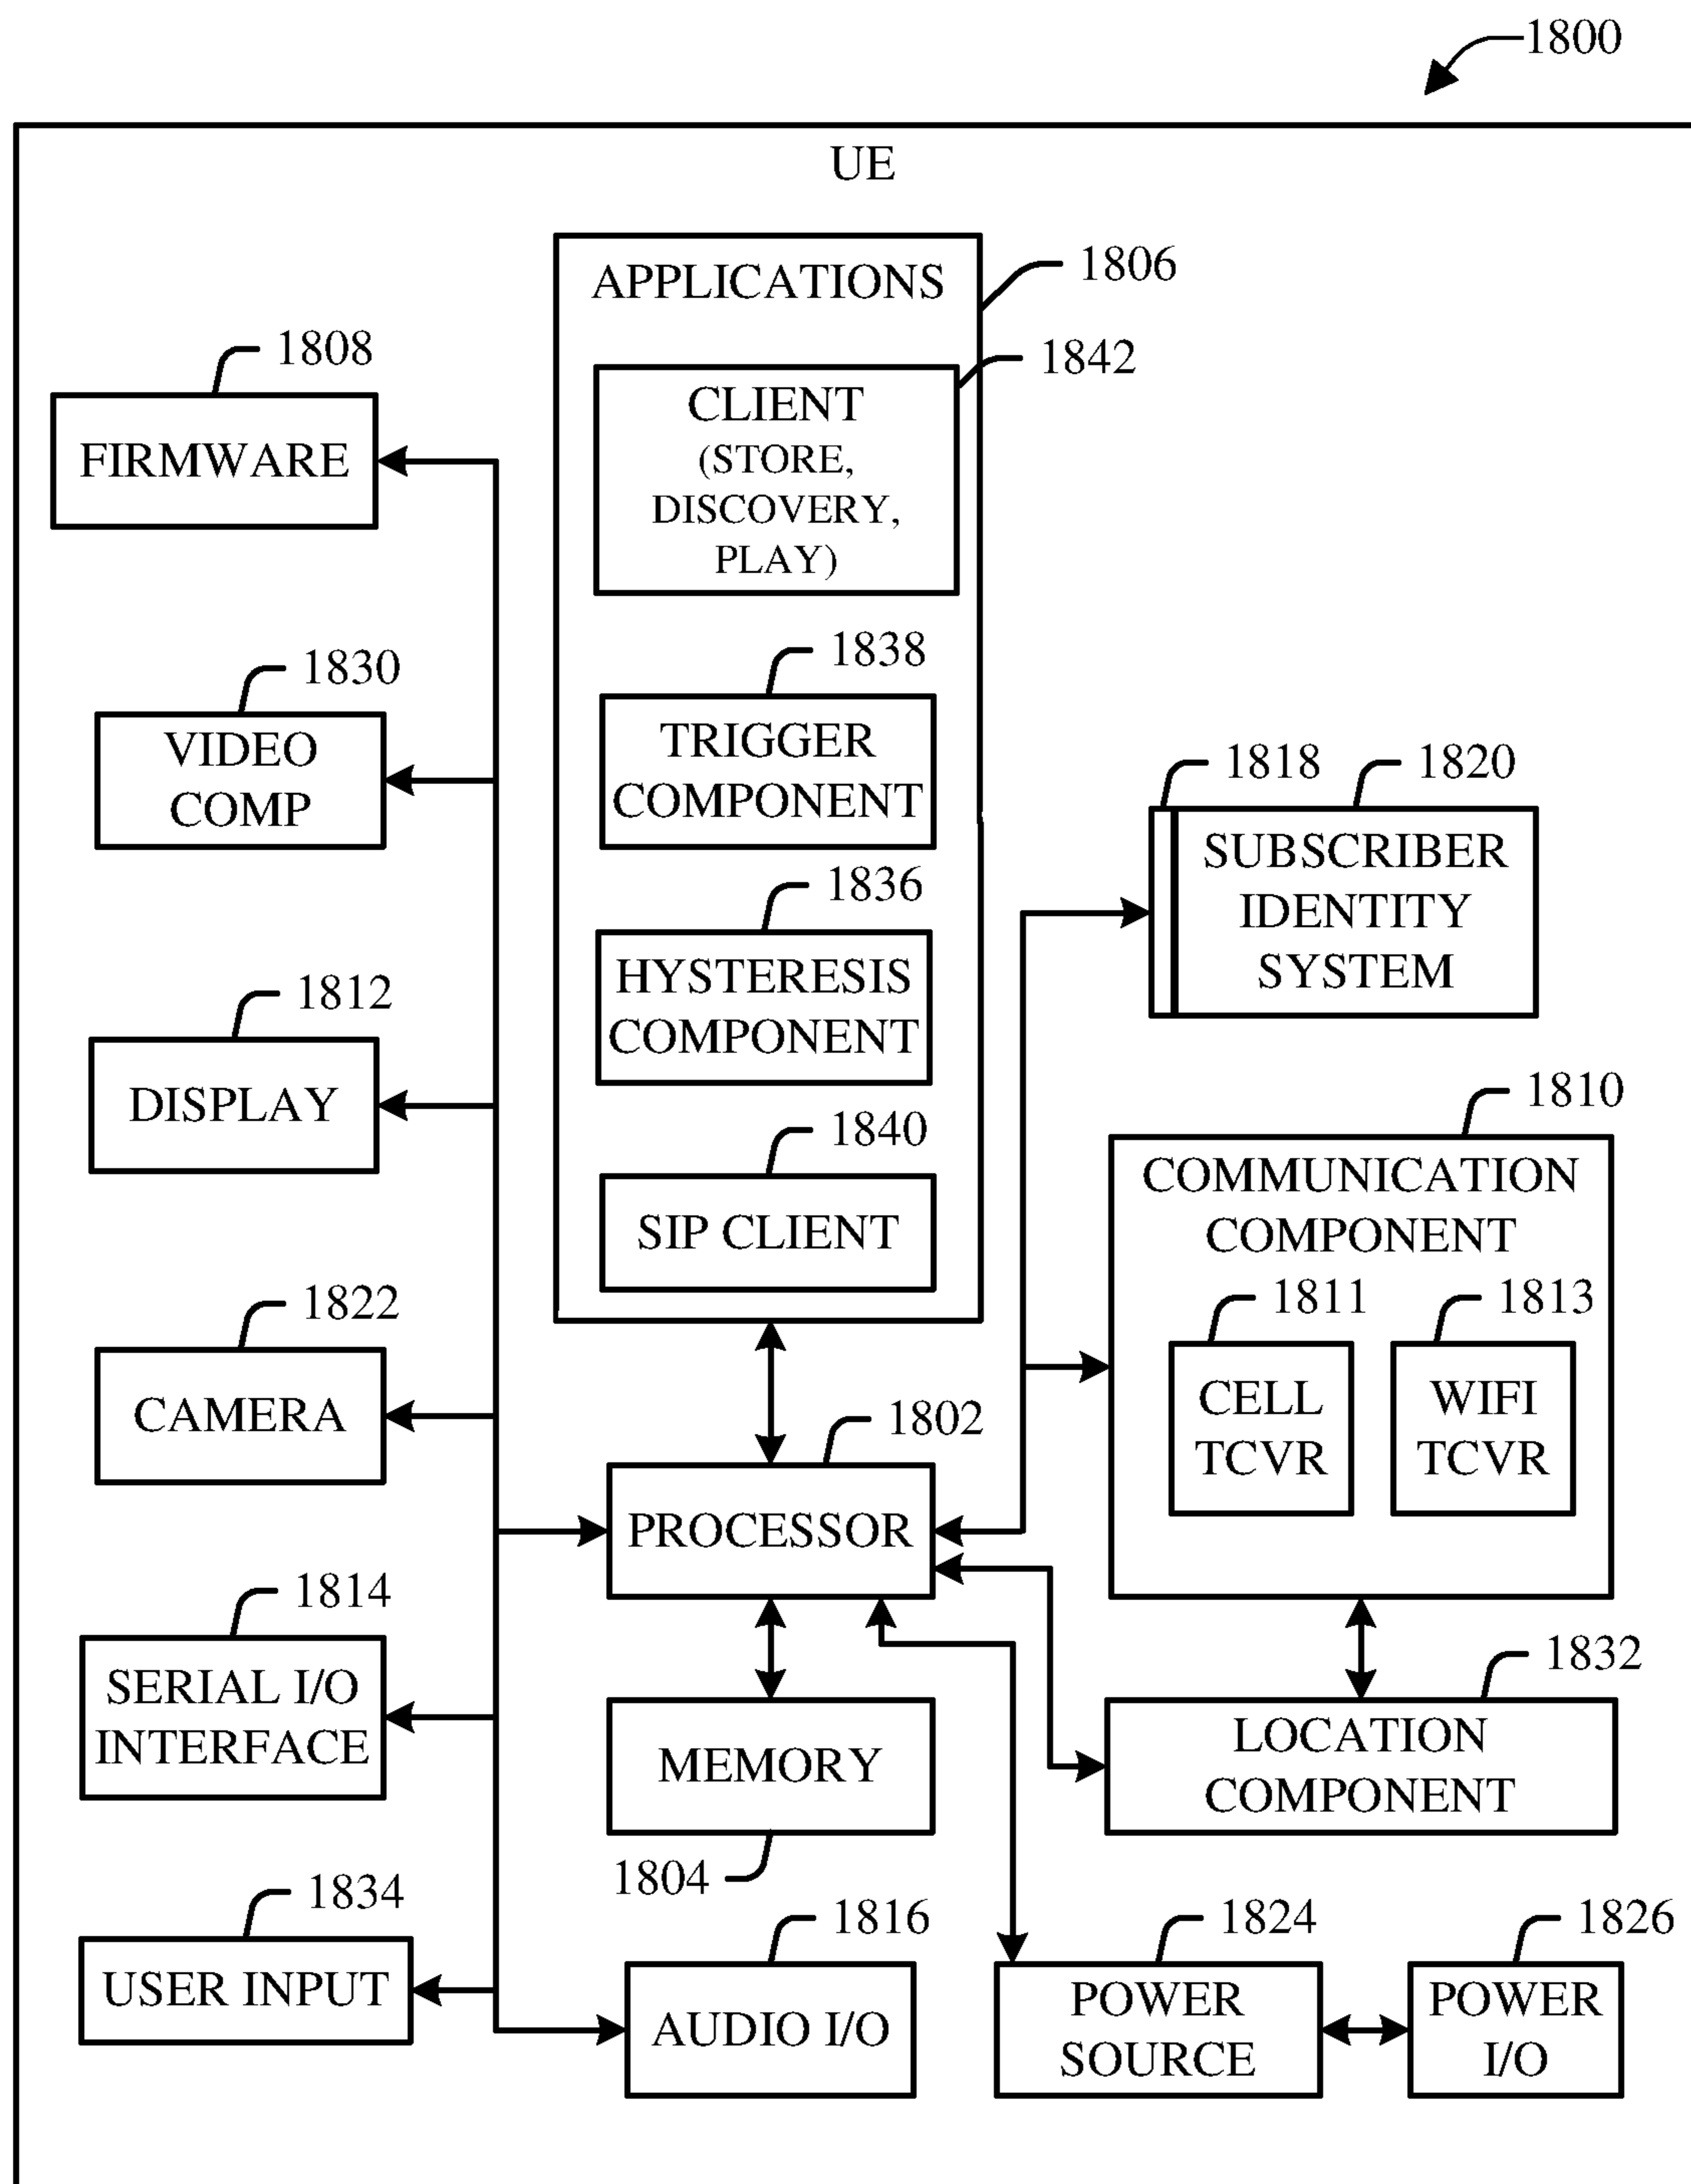 1800
UE
1806
APPLICATIONS
1842
CLIENT
(STORE,
DISCOVERY,
PLAY)
1808
FIRMWARE
1838
TRIGGER
COMPONENT
1830
VIDEO
COMP
1818
1820
SUBSCRIBER
IDENTITY
SYSTEM
1836
HYSTERESIS
COMPONENT
1812
DISPLAY
1840
SIP CLIENT
1810
COMMUNICATION
COMPONENT
1811
CELL
TCVR
1813
WIFI
TCVR
1822
CAMERA
1802
PROCESSOR
1814
SERIAL I/O
INTERFACE
MEMORY
1804
1832
LOCATION
COMPONENT
1834
USER INPUT
1816
AUDIO I/O
1824
POWER
SOURCE
1826
POWER
I/O